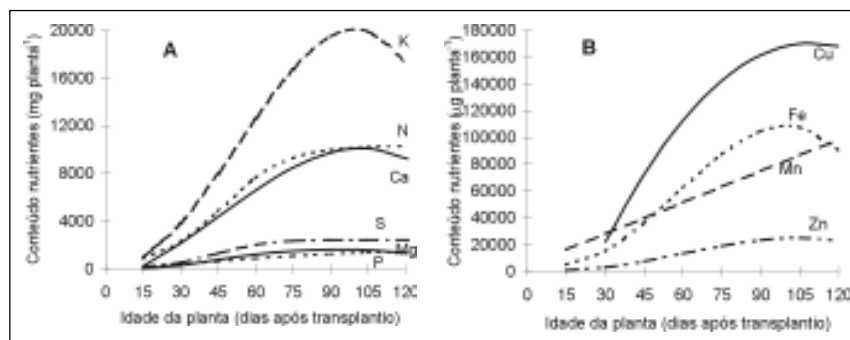 A
Conteúdo nutrientes (mg planta⁻¹)
20000
16000
12000
8000
4000
0
K
N
Ca
S
Mg
P
0 15 30 45 60 75 90 105 120
Idade da planta (dias após transplantio)
B
Conteúdo nutrientes (µg planta⁻¹)
180000
160000
140000
120000
100000
80000
60000
40000
20000
0
Cu
Fe
Mn
Zn
0 15 30 45 60 75 90 105 120
Idade da planta (dias após transplantio)